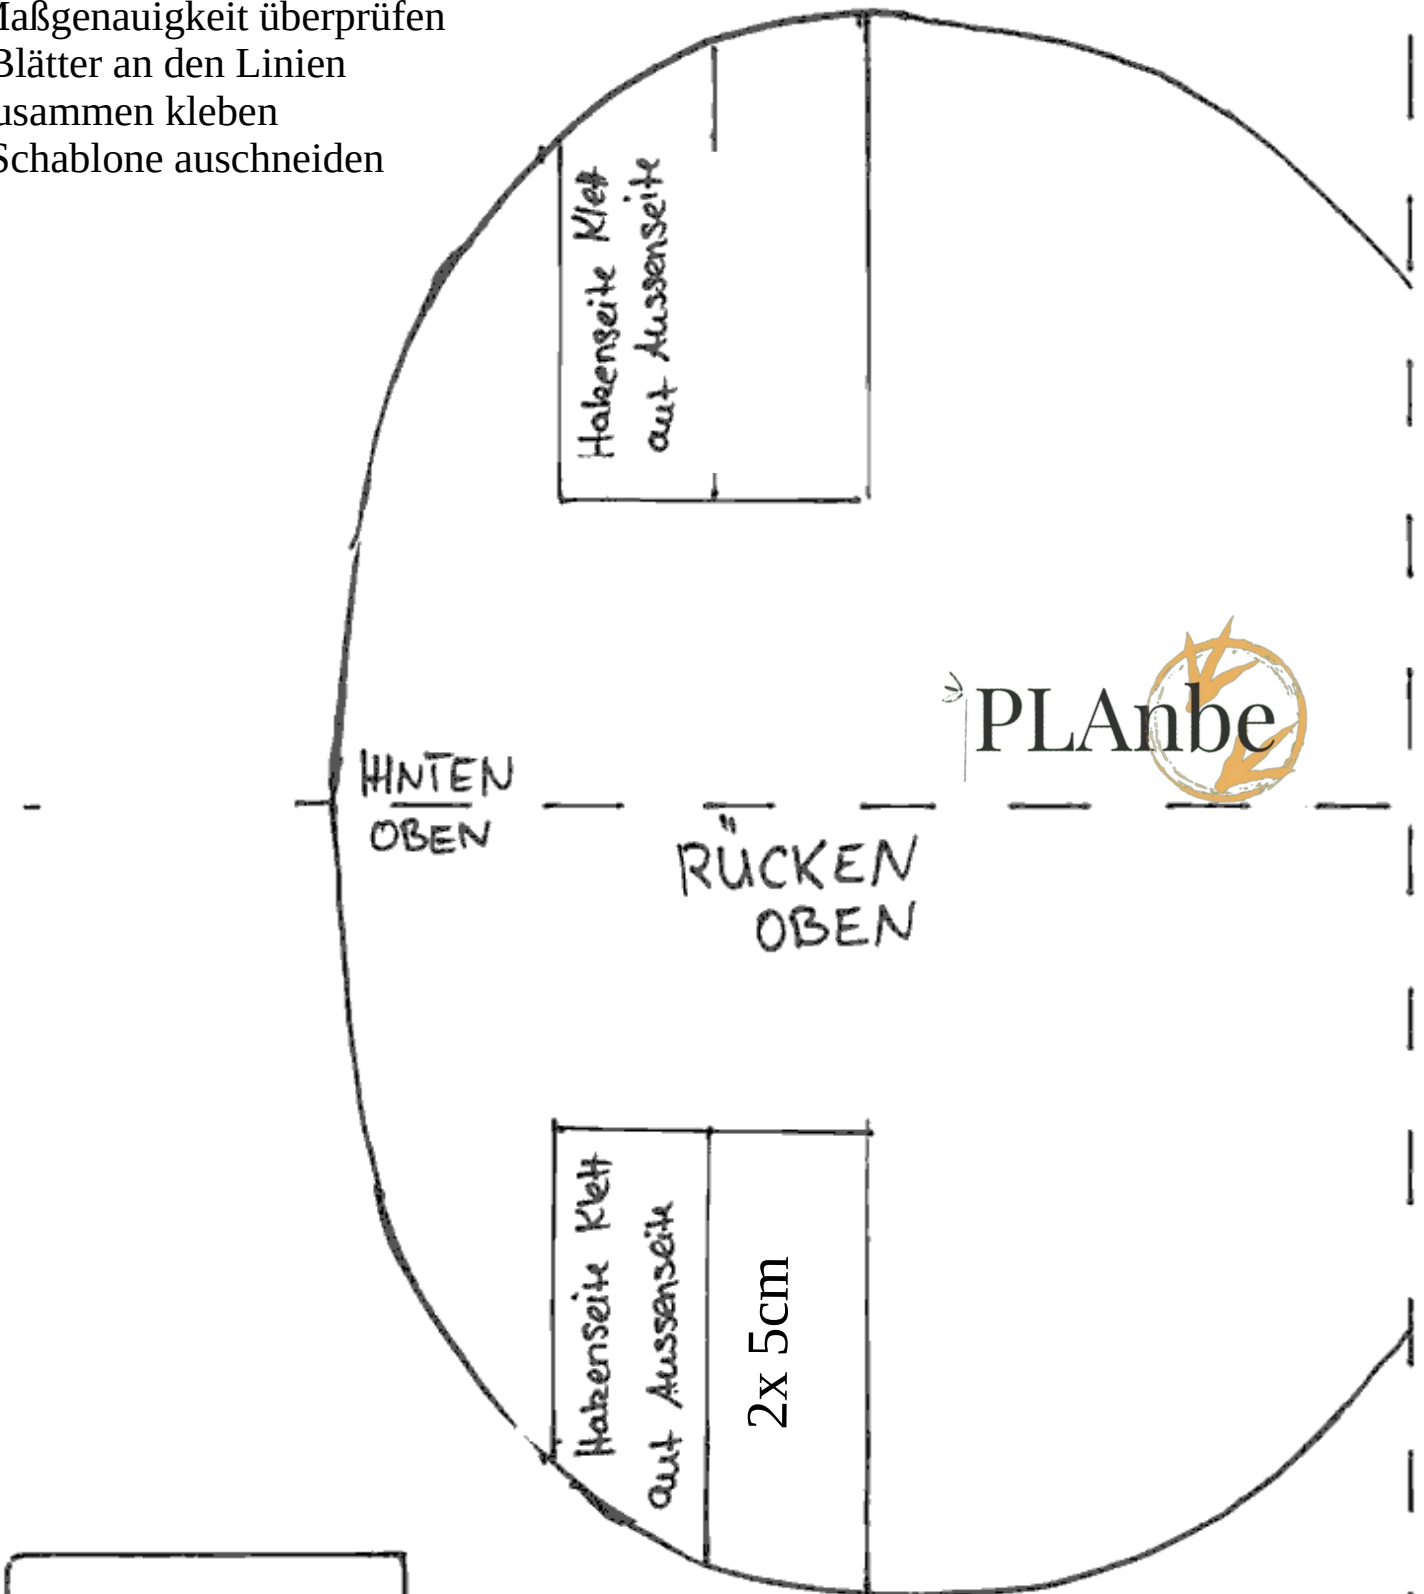 Maßgenauigkeit überprüfen
Blätter an den Linien
usammen kleben
Schablone auschneiden
Hakenseite Klett
auf Aussenseite
PLAnbe
HINTEN
OBEN
RÜCKEN
OBEN
Hakenseite Klett
auf Aussenseite
2x 5cm